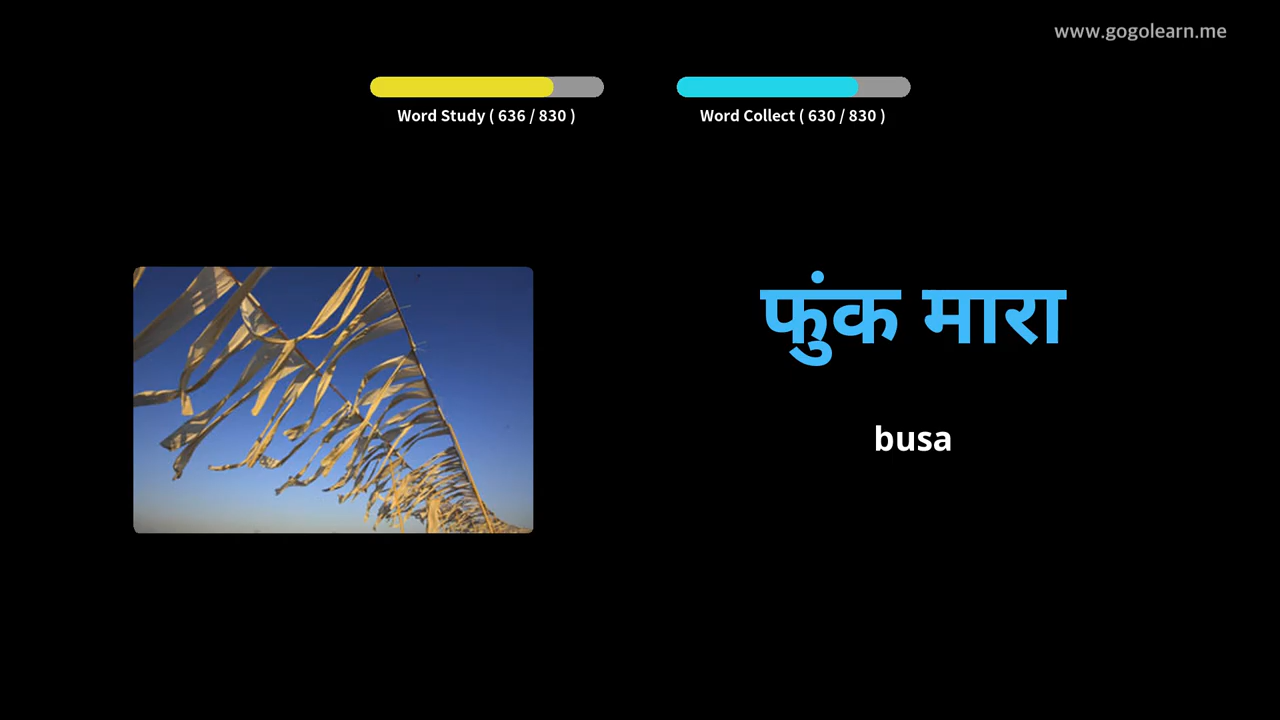 www.gogolearn.me
Word Study ( 636 / 830 )
Word Collect ( 630 / 830 )
फुंक मारा
busa